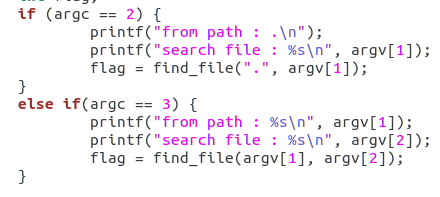 if (argc == 2) {
        printf("from path : .\n");
        printf("search file : %s\n", argv[1]);
        flag = find_file(".", argv[1]);
}
else if(argc == 3) {
        printf("from path : %s\n", argv[1]);
        printf("search file : %s\n", argv[2]);
        flag = find_file(argv[1], argv[2]);
}